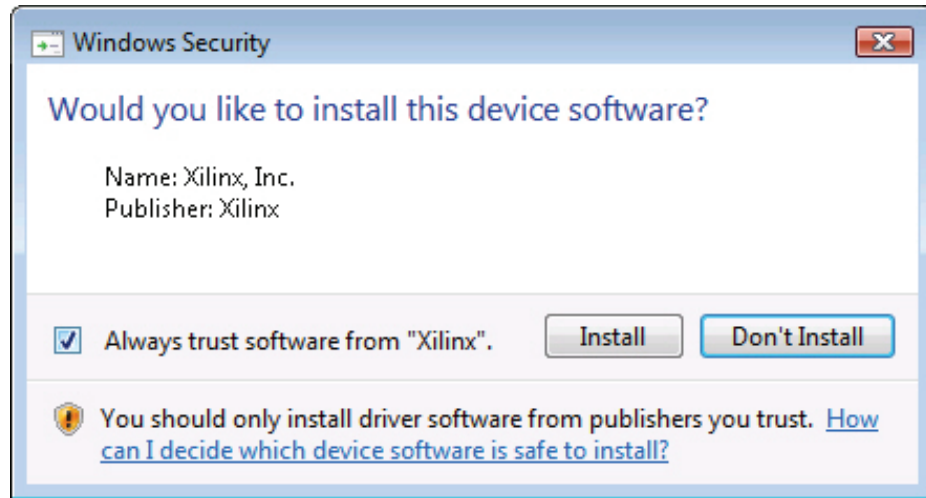 Windows Security
Would you like to install this device software?
Name: Xilinx, Inc.
Publisher: Xilinx
Always trust software from "Xilinx".
Install
Don't Install
You should only install driver software from publishers you trust. How
can I decide which device software is safe to install?